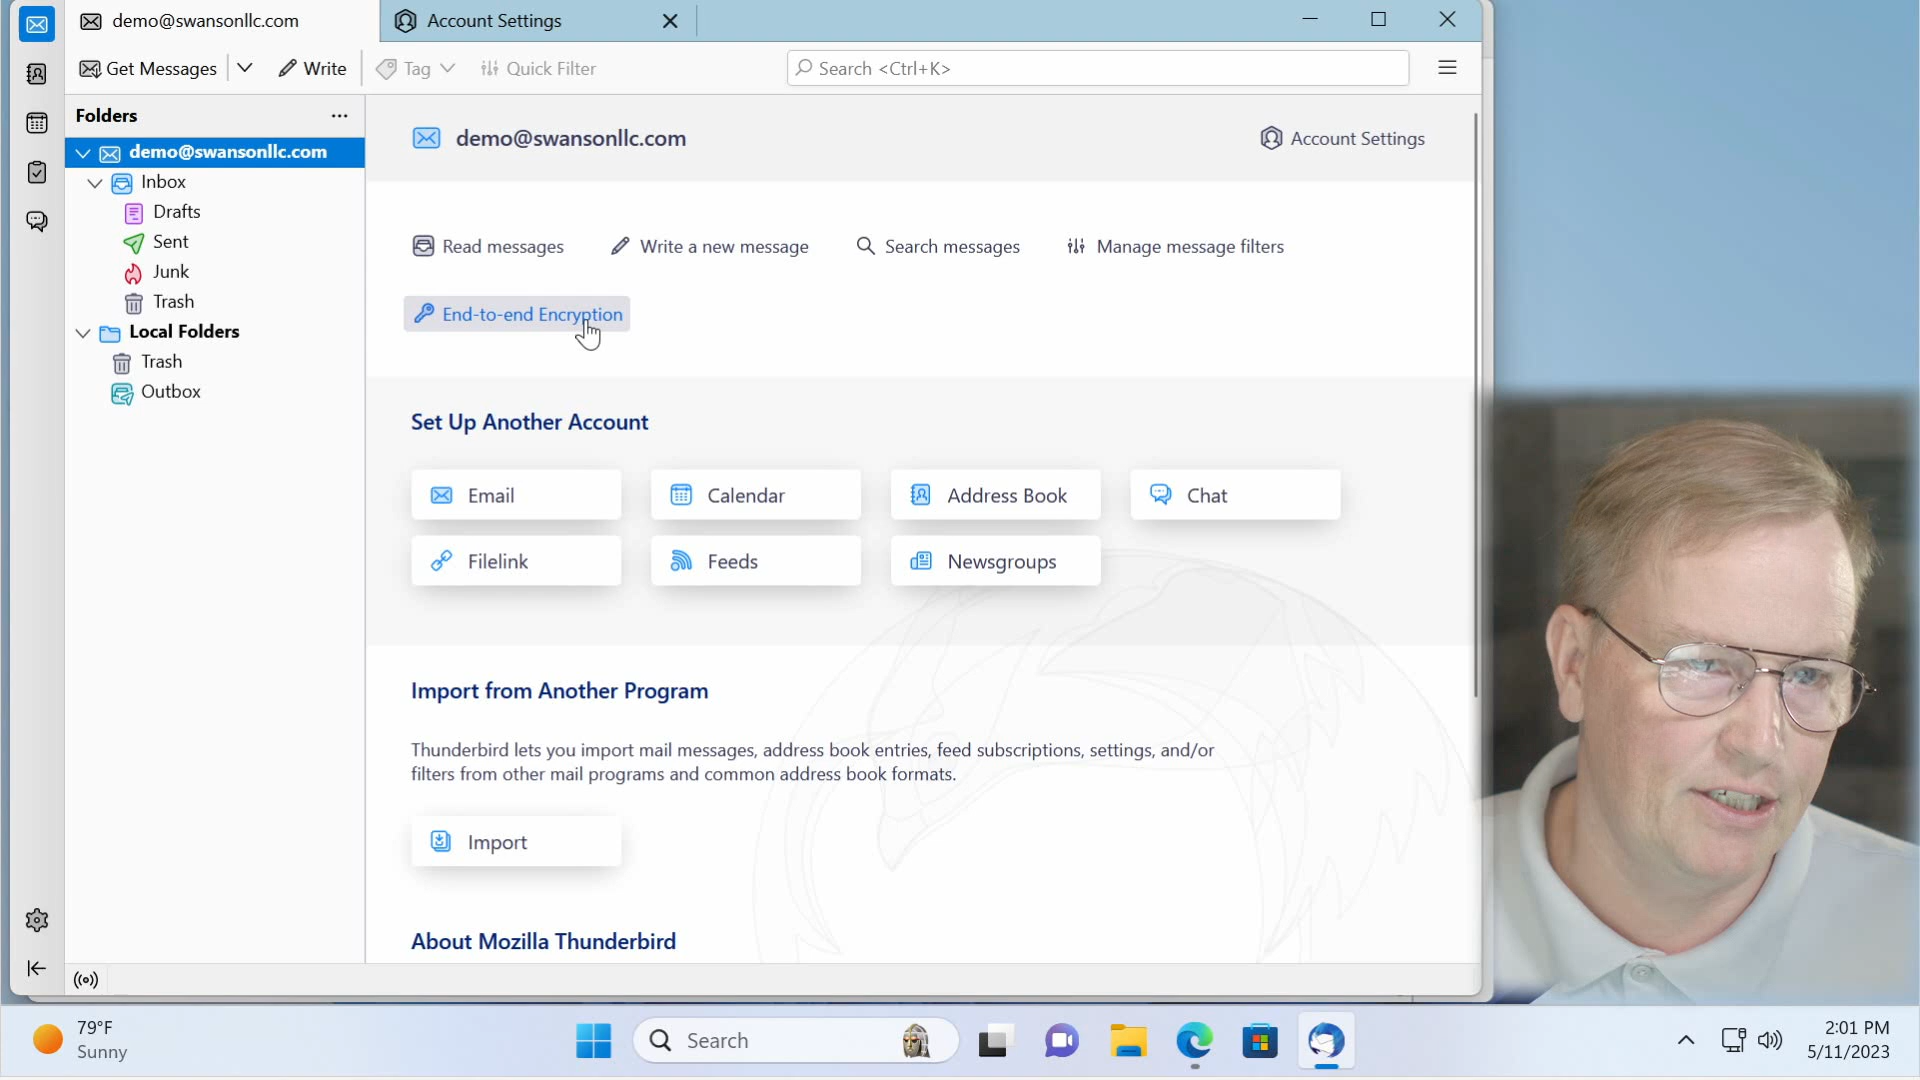 demo@swansonllc.com
Account Settings
Get Messages
Write
Tag
Quick Filter
Search <Ctrl+K>
Folders
demo@swansonllc.com
Inbox
Drafts
Sent
Junk
Trash
Local Folders
Trash
Outbox
demo@swansonllc.com
Account Settings
Read messages
Write a new message
Search messages
Manage message filters
End-to-end Encryption
Set Up Another Account
Email
Calendar
Address Book
Chat
Filelink
Feeds
Newsgroups
Import from Another Program
Thunderbird lets you import mail messages, address book entries, feed subscriptions, settings, and/or
filters from other mail programs and common address book formats.
Import
About Mozilla Thunderbird
79°F
Sunny
Search
2:01 PM
5/11/2023